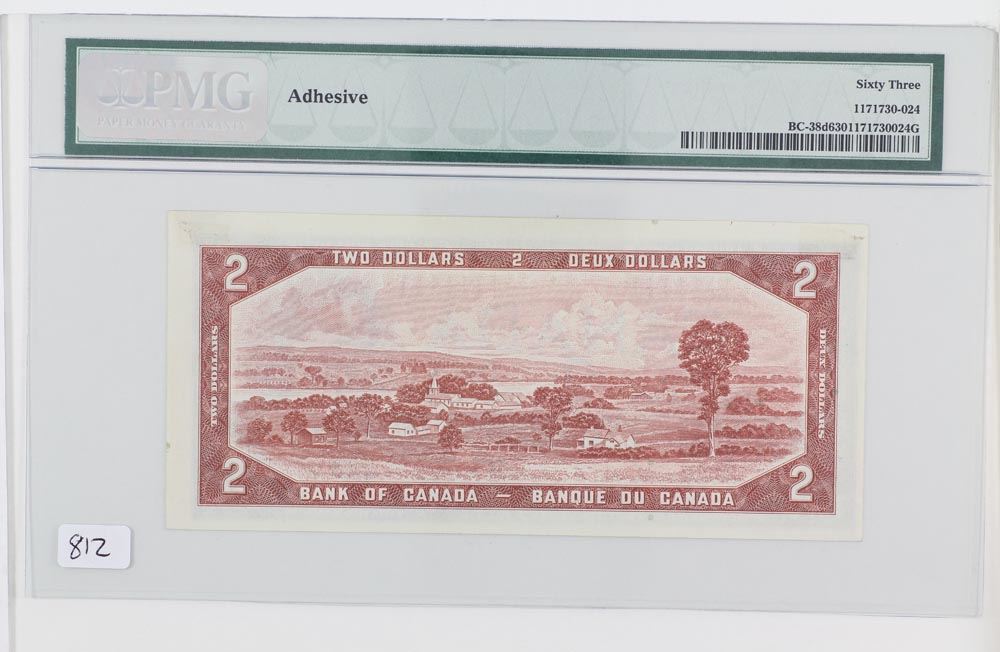 PMG
PAPER MONEY GUARANTY
Adhesive
Sixty Three
1171730-024
BC-38d6301171730024G
2 TWO DOLLARS 2 DEUX DOLLARS 2
TWO DOLLARS
DEUX DOLLARS
2 BANK OF CANADA — BANQUE DU CANADA 2
812